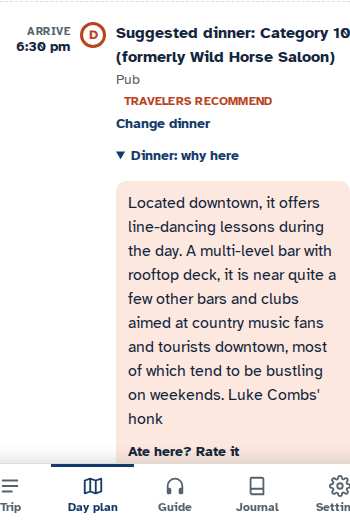 ARRIVE
6:30 pm
D
Suggested dinner: Category 10
(formerly Wild Horse Saloon)
Pub
TRAVELERS RECOMMEND
Change dinner
▼ Dinner: why here
Located downtown, it offers
line-dancing lessons during
the day. A multi-level bar with
rooftop deck, it is near quite a
few other bars and clubs
aimed at country music fans
and tourists downtown, most
of which tend to be bustling
on weekends. Luke Combs'
honk
Ate here? Rate it
Trip
Day plan
Guide
Journal
Settin